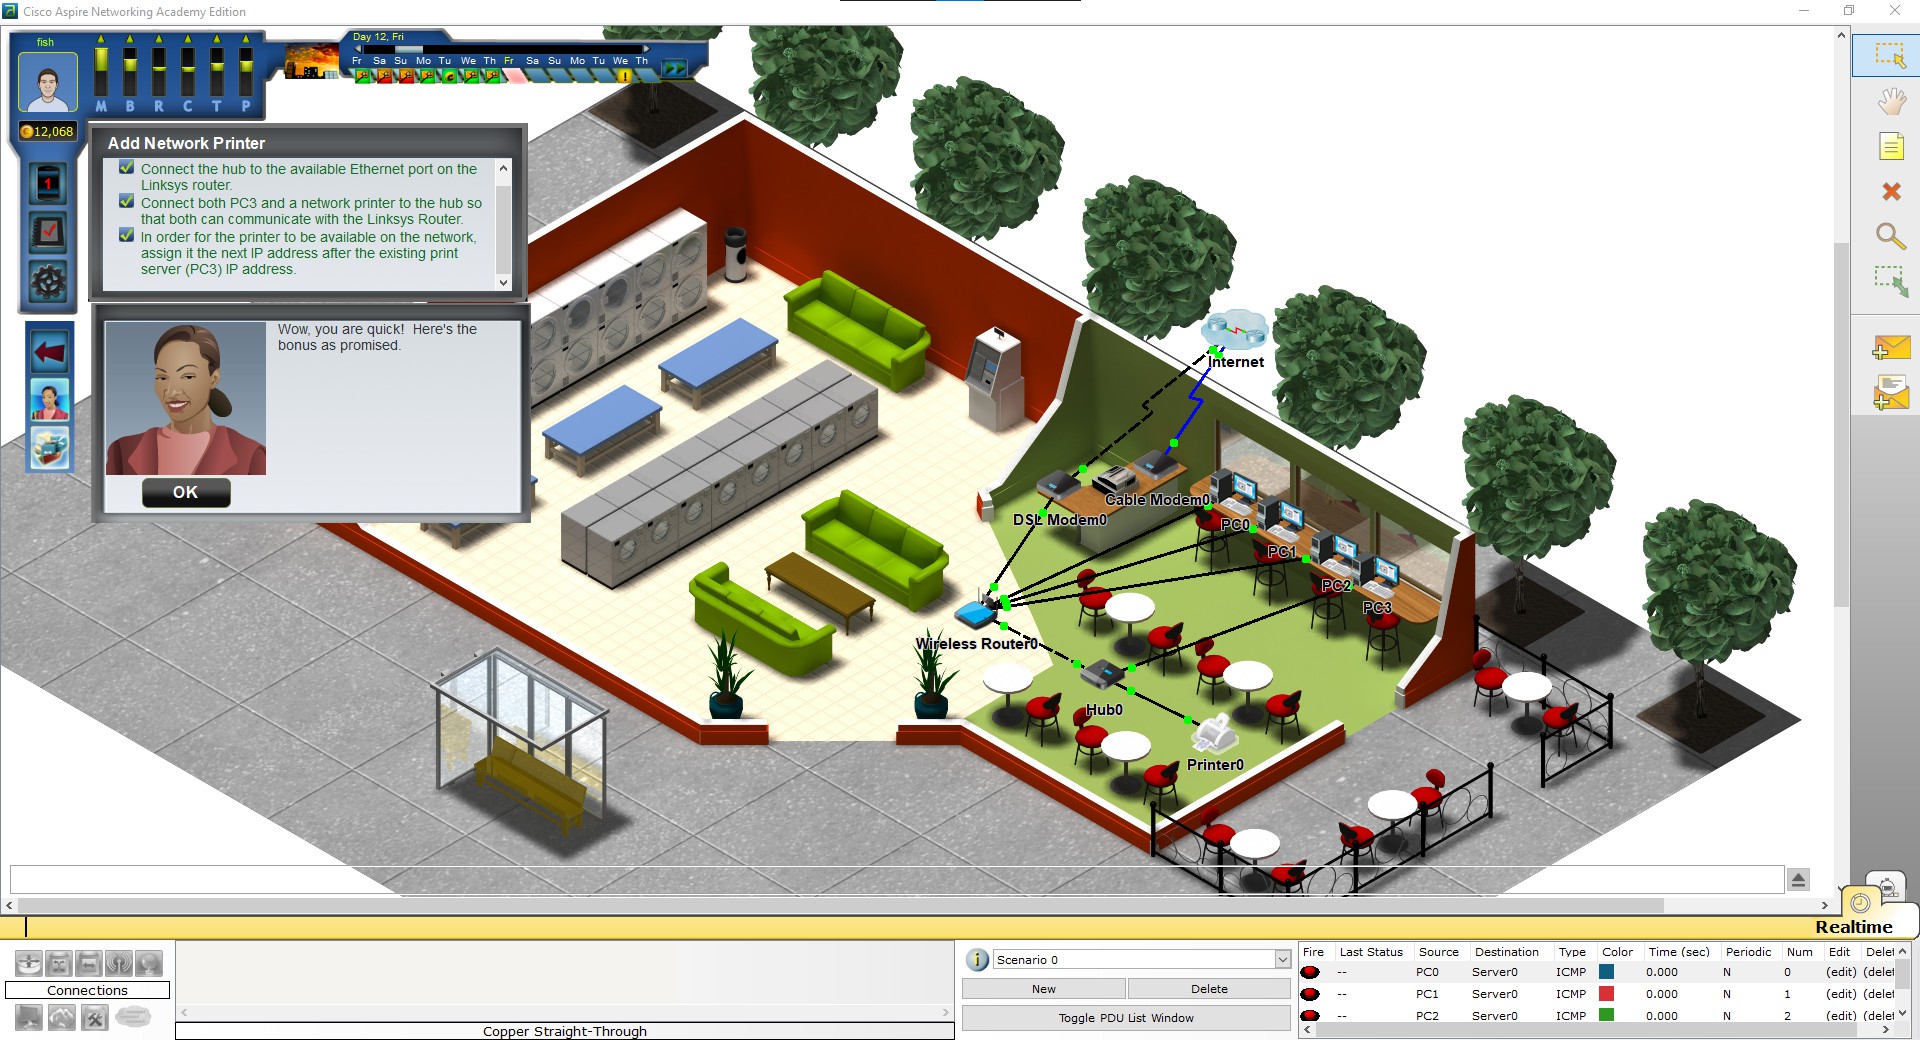 Cisco Aspire Networking Academy Edition
fish
M B R C T P
12,068
Day 12, Fri
Fr Sa Su Mo Tu We Th Fr Sa Su Mo Tu We Th
1
Add Network Printer
Connect the hub to the available Ethernet port on the
Linksys router.
Connect both PC3 and a network printer to the hub so
that both can communicate with the Linksys Router.
In order for the printer to be available on the network,
assign it the next IP address after the existing print
server (PC3) IP address.
Wow, you are quick! Here's the
bonus as promised.
OK
Internet
Cable Modem0
DSL Modem0
PC0
PC1
PC2
PC3
Wireless Router0
Hub0
Printer0
Realtime
Connections
Copper Straight-Through
Scenario 0
New Delete
Toggle PDU List Window
Fire Last Status Source Destination Type Color Time (sec) Periodic Num Edit Delet
-- PC0 Server0 ICMP 0.000 N 0 (edit) (delet
-- PC1 Server0 ICMP 0.000 N 1 (edit) (delet
-- PC2 Server0 ICMP 0.000 N 2 (edit) (delet